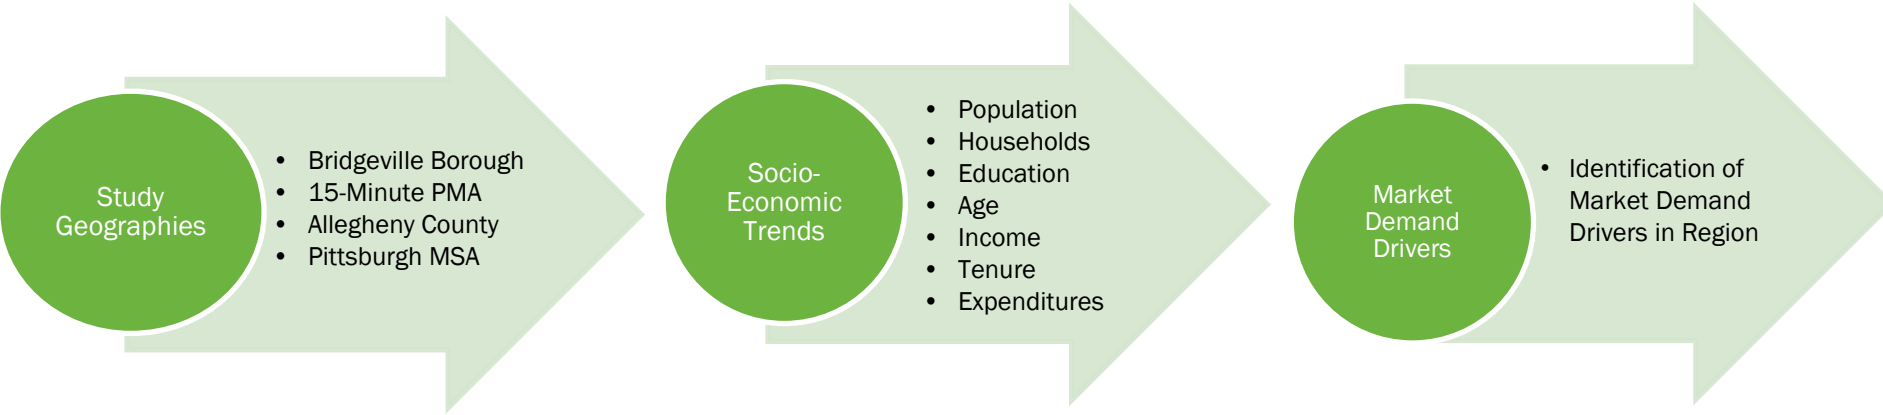 Study
Geographies
• Bridgeville Borough
• 15-Minute PMA
• Allegheny County
• Pittsburgh MSA
Socio-
Economic
Trends
• Population
• Households
• Education
• Age
• Income
• Tenure
• Expenditures
Market
Demand
Drivers
• Identification of
Market Demand
Drivers in Region